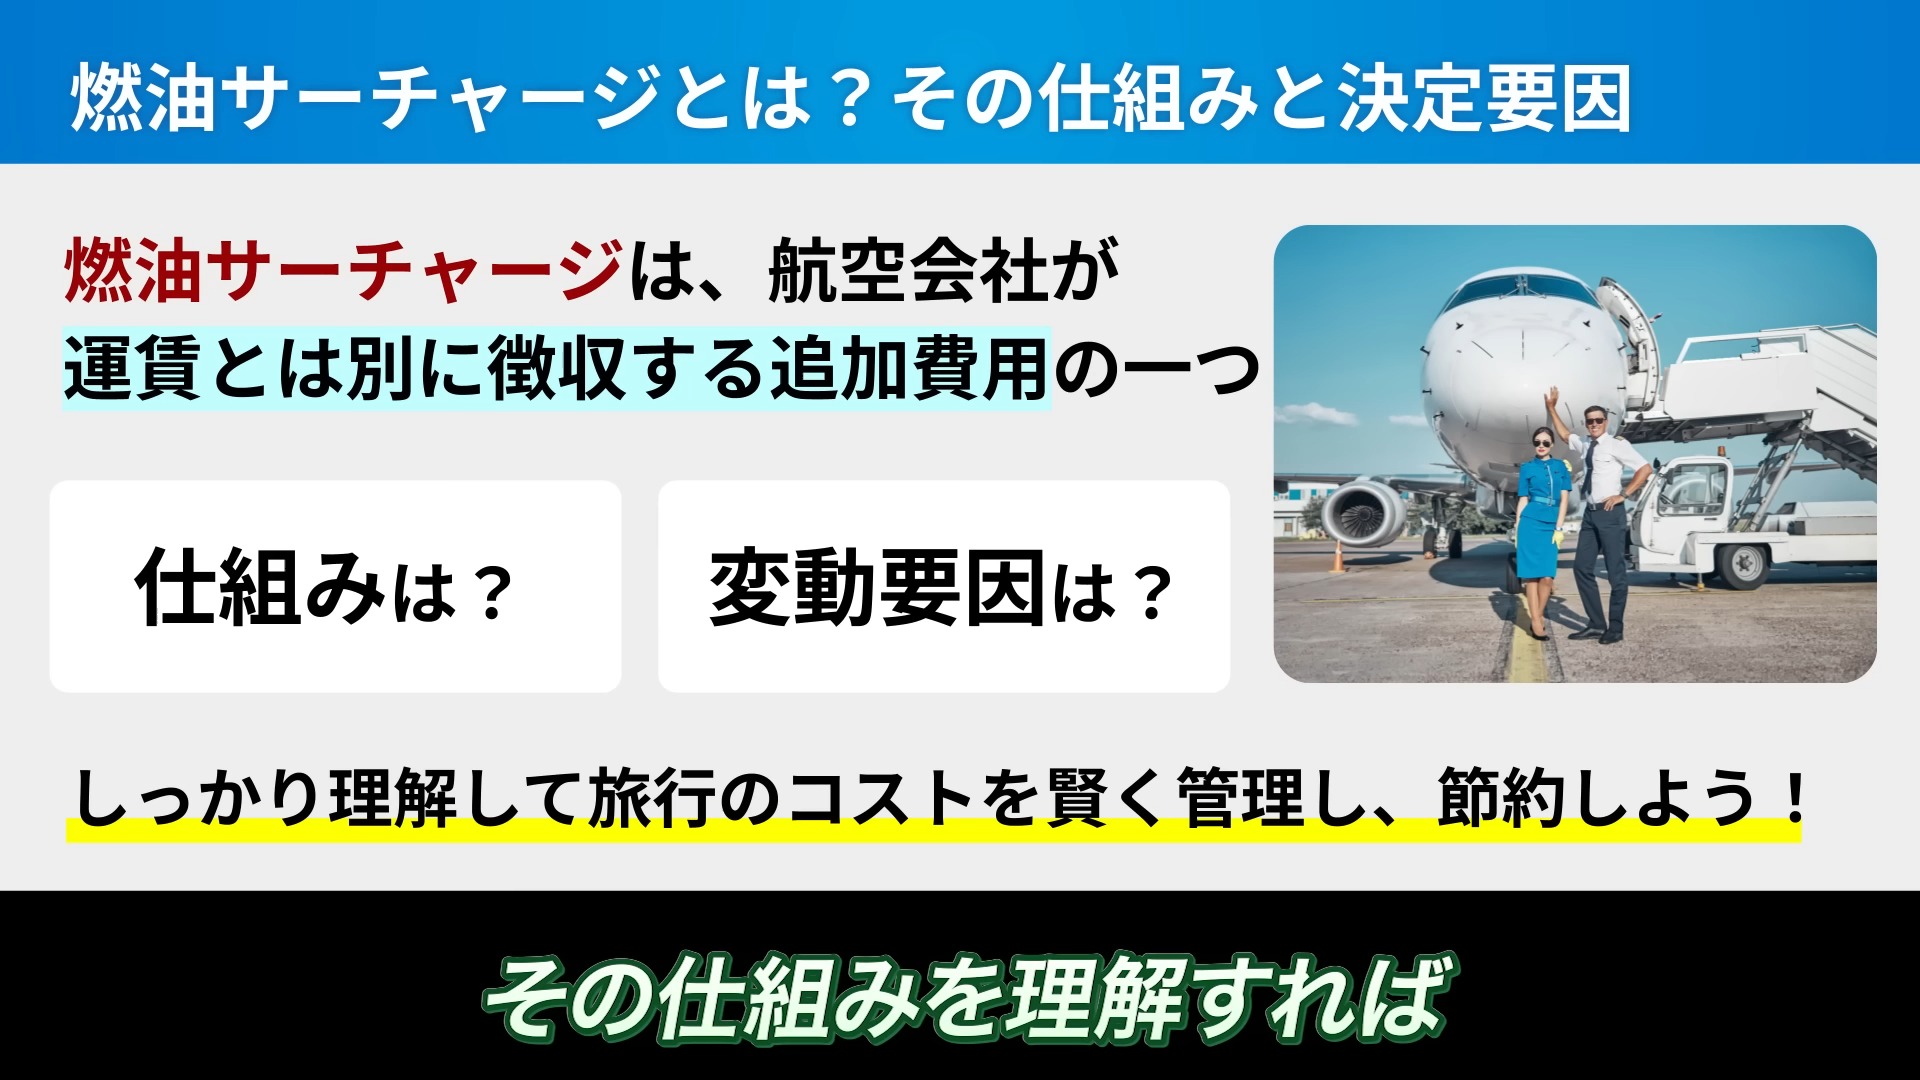 燃油サーチャージとは？その仕組みと決定要因
燃油サーチャージは、航空会社が
運賃とは別に徴収する追加費用の一つ
仕組みは？
変動要因は？
しっかり理解して旅行のコストを賢く管理し、節約しよう！
その仕組みを理解すれば